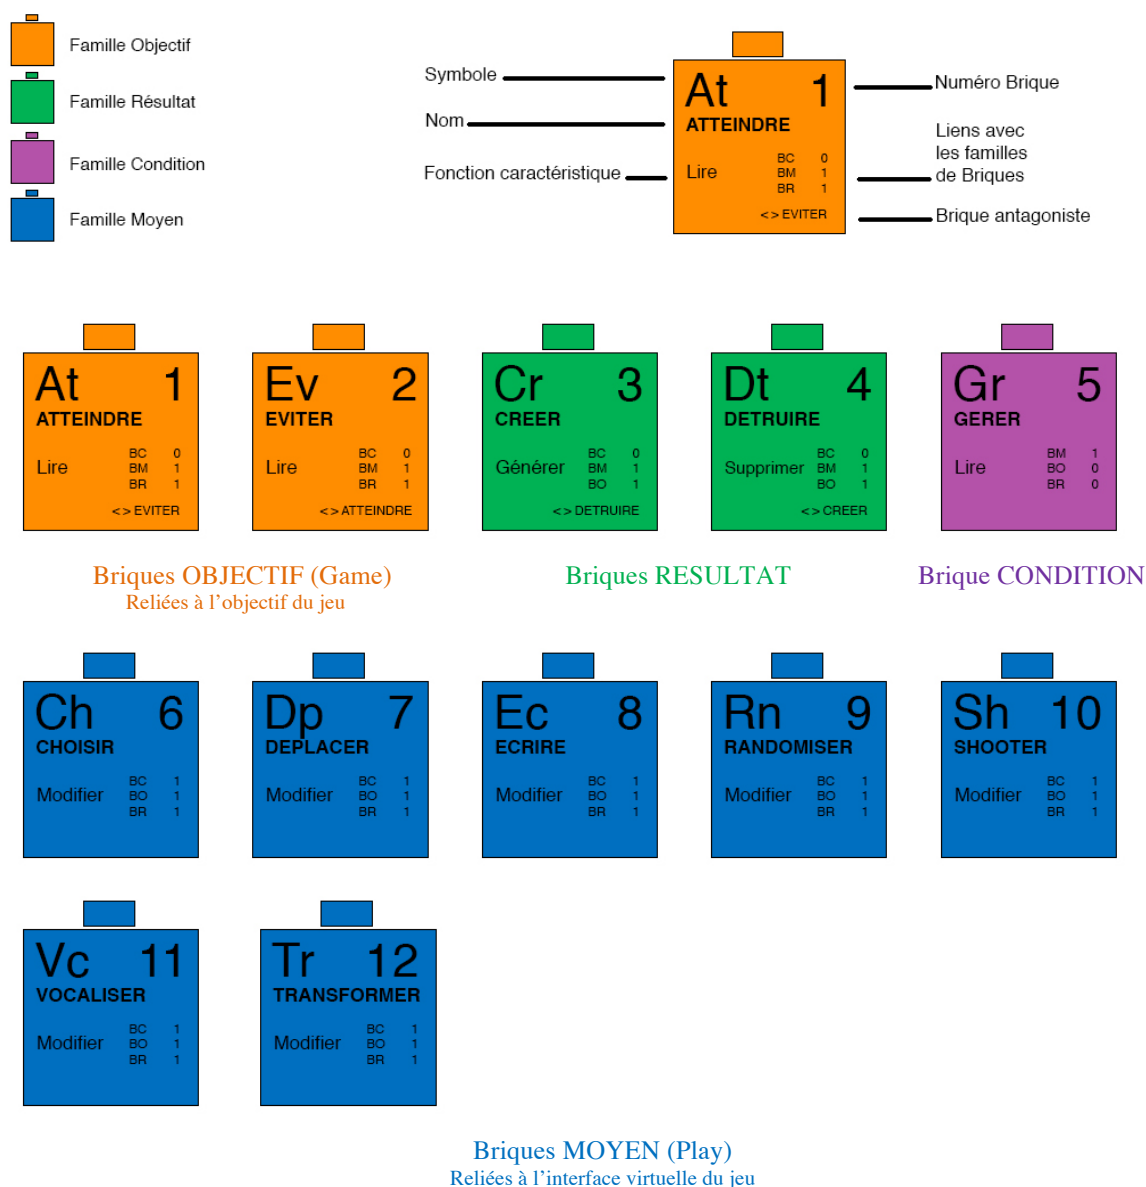 Famille Objectif
Famille Résultat
Famille Condition
Famille Moyen
Symbole
Nom
Fonction caractéristique
At 1
ATTEINDRE
Lire
BC 0
BM 1
BR 1
<> EVITER
Numéro Brique
Liens avec
les familles
de Briques
Brique antagoniste
At 1
ATTEINDRE
Lire
BC 0
BM 1
BR 1
<> EVITER
Ev 2
EVITER
Lire
BC 0
BM 1
BR 1
<> ATTEINDRE
Cr 3
CREER
Générer
BC 0
BM 1
BO 1
<> DETRUIRE
Dt 4
DETRUIRE
Supprimer
BC 0
BM 1
BO 1
<> CREER
Gr 5
GERER
Lire
BM 1
BO 0
BR 0
Briques OBJECTIF (Game)
Reliées à l'objectif du jeu
Briques RESULTAT
Brique CONDITION
Ch 6
CHOISIR
Modifier
BC 1
BO 1
BR 1
Dp 7
DEPLACER
Modifier
BC 1
BO 1
BR 1
Ec 8
ECRIRE
Modifier
BC 1
BO 1
BR 1
Rn 9
RANDOMISER
Modifier
BC 1
BO 1
BR 1
Sh 10
SHOOTER
Modifier
BC 1
BO 1
BR 1
Vc 11
VOCALISER
Modifier
BC 1
BO 1
BR 1
Tr 12
TRANSFORMER
Modifier
BC 1
BO 1
BR 1
Briques MOYEN (Play)
Reliées à l'interface virtuelle du jeu